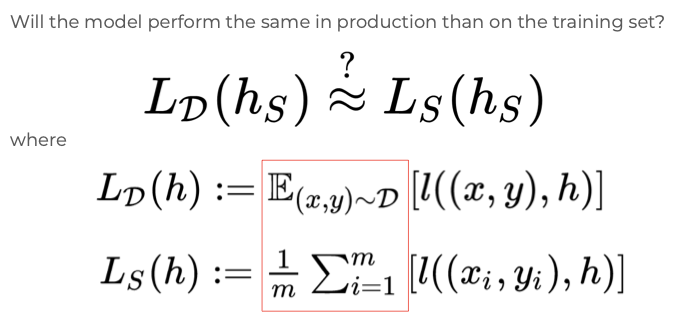 Will the model perform the same in production than on the training set?
?
L_𝒟(h_S) ≈ L_S(h_S)
where
L_𝒟(h) := 𝔼_{(x,y)∼𝒟} [l((x, y), h)]
L_S(h) := 1/m ∑_{i=1}^{m} [l((x_i, y_i), h)]